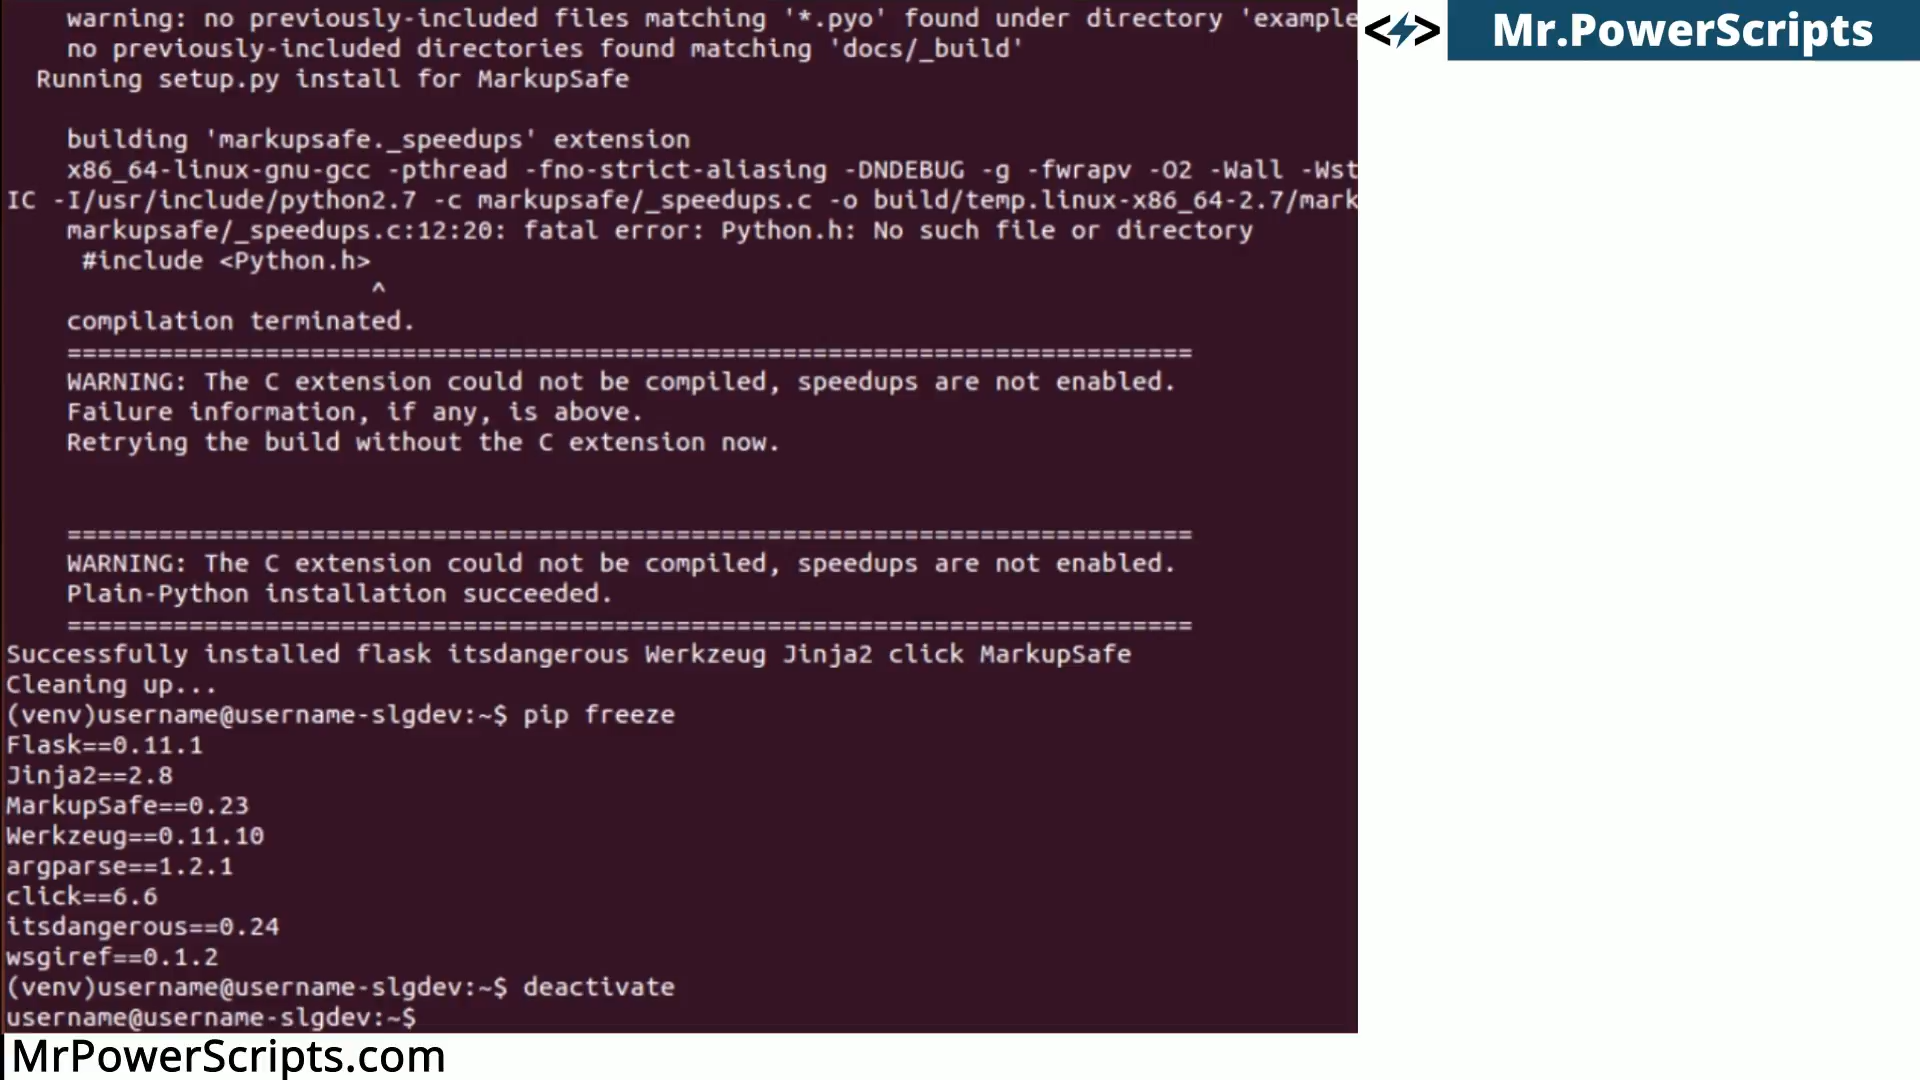 warning: no previously-included files matching '*.pyo' found under directory 'example
no previously-included directories found matching 'docs/_build'
Running setup.py install for MarkupSafe
building 'markupsafe._speedups' extension
x86_64-linux-gnu-gcc -pthread -fno-strict-aliasing -DNDEBUG -g -fwrapv -O2 -Wall -Wst
IC -I/usr/include/python2.7 -c markupsafe/_speedups.c -o build/temp.linux-x86_64-2.7/mark
markupsafe/_speedups.c:12:20: fatal error: Python.h: No such file or directory
#include <Python.h>
^
compilation terminated.
==========================================================================
WARNING: The C extension could not be compiled, speedups are not enabled.
Failure information, if any, is above.
Retrying the build without the C extension now.
==========================================================================
WARNING: The C extension could not be compiled, speedups are not enabled.
Plain-Python installation succeeded.
==========================================================================
Successfully installed flask itsdangerous Werkzeug Jinja2 click MarkupSafe
Cleaning up...
(venv)username@username-slgdev:~$ pip freeze
Flask==0.11.1
Jinja2==2.8
MarkupSafe==0.23
Werkzeug==0.11.10
argparse==1.2.1
click==6.6
itsdangerous==0.24
wsgiref==0.1.2
(venv)username@username-slgdev:~$ deactivate
username@username-slgdev:~$
Mr.PowerScripts
MrPowerScripts.com